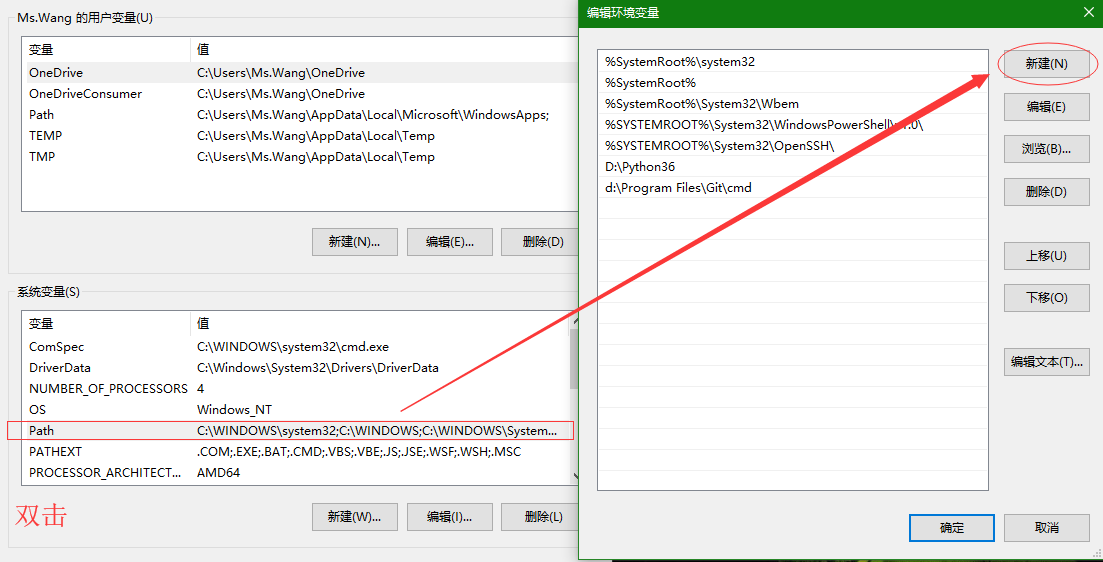 Ms.Wang 的用户变量(U)
变量 值
OneDrive C:\Users\Ms.Wang\OneDrive
OneDriveConsumer C:\Users\Ms.Wang\OneDrive
Path C:\Users\Ms.Wang\AppData\Local\Microsoft\WindowsApps;
TEMP C:\Users\Ms.Wang\AppData\Local\Temp
TMP C:\Users\Ms.Wang\AppData\Local\Temp
新建(N)... 编辑(E)... 删除(D)
系统变量(S)
变量 值
ComSpec C:\WINDOWS\system32\cmd.exe
DriverData C:\Windows\System32\Drivers\DriverData
NUMBER_OF_PROCESSORS 4
OS Windows_NT
Path C:\WINDOWS\system32;C:\WINDOWS;C:\WINDOWS\System...
PATHEXT .COM;.EXE;.BAT;.CMD;.VBS;.VBE;.JS;.JSE;.WSF;.WSH;.MSC
PROCESSOR_ARCHITECT... AMD64
双击
新建(W)... 编辑(I)... 删除(L)
编辑环境变量
%SystemRoot%\system32
%SystemRoot%
%SystemRoot%\System32\Wbem
%SYSTEMROOT%\System32\WindowsPowerShell\ .0\
%SYSTEMROOT%\System32\OpenSSH\
D:\Python36
d:\Program Files\Git\cmd
新建(N)
编辑(E)
浏览(B)...
删除(D)
上移(U)
下移(O)
编辑文本(T)...
确定 取消